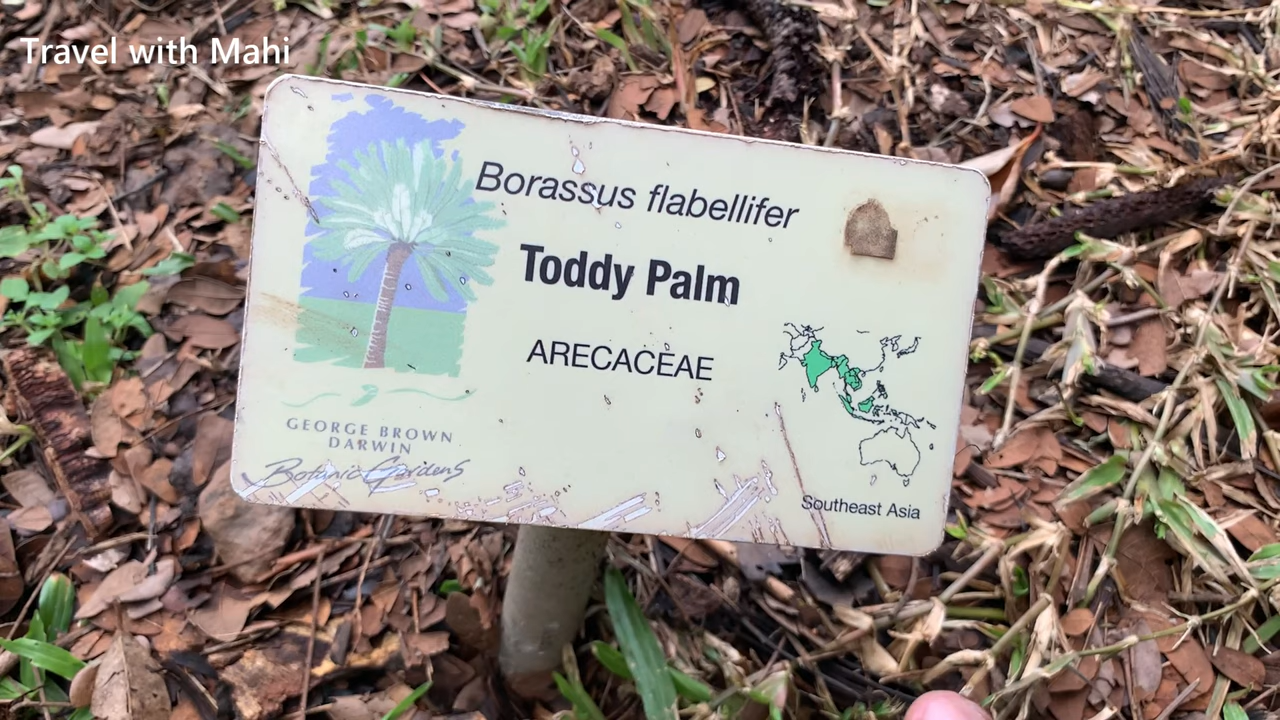 Travel with Mahi
Borassus flabellifer
Toddy Palm
ARECACEAE
GEORGE BROWN
DARWIN
Botanic Gardens
Southeast Asia